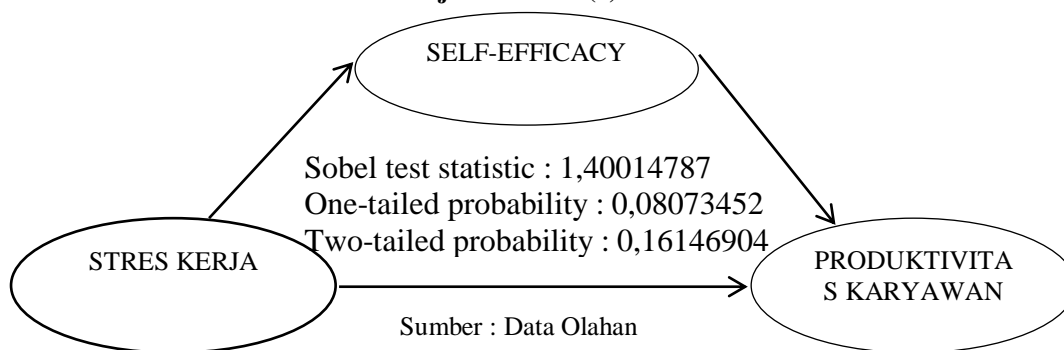 SELF-EFFICACY
Sobel test statistic : 1,40014787
One-tailed probability : 0,08073452
Two-tailed probability : 0,16146904
STRES KERJA
PRODUKTIVITA
S KARYAWAN
Sumber : Data Olahan